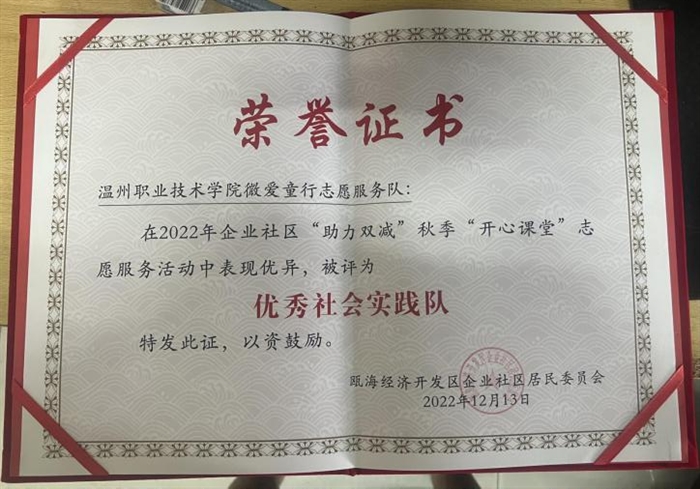 荣誉证书
温州职业技术学院微爱童行志愿服务队：
在2022年企业社区“助力双减”秋季“开心课堂”志
愿服务活动中表现优异，被评为
优秀社会实践队
特发此证，以资鼓励。
瓯海经济开发区企业社区居民委员会
2022年12月13日